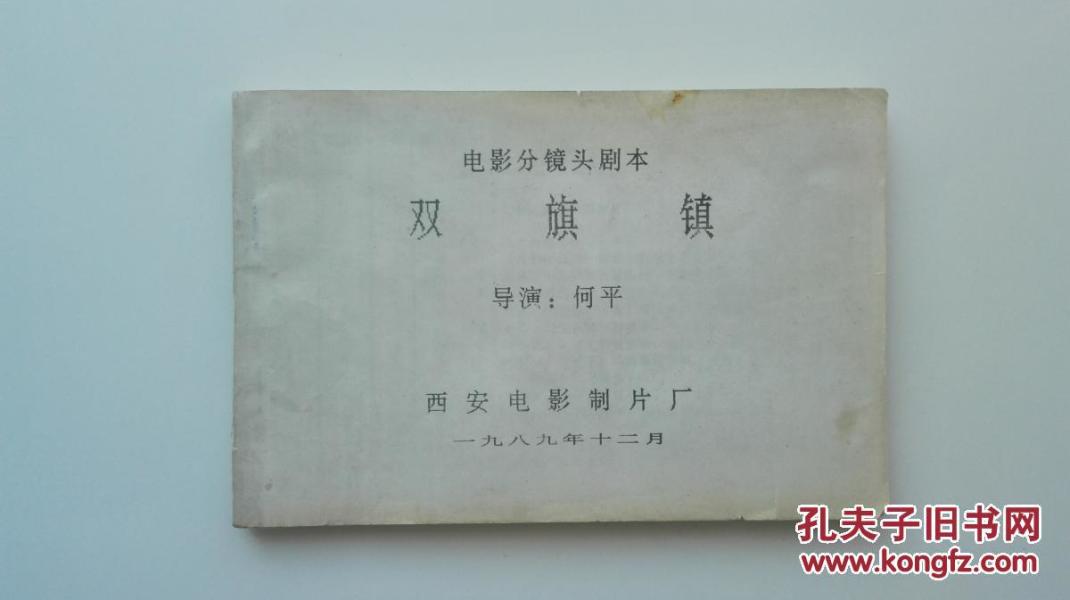 电影分镜头剧本
双旗镇
导演：何平
西安电影制片厂
一九八九年十二月
孔夫子旧书网
www.kongfz.com